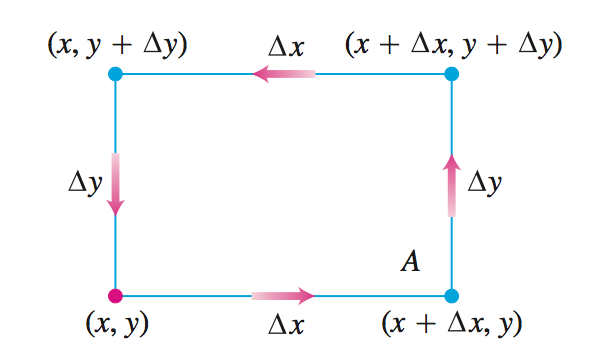 (x, y + Δy)
Δx
(x + Δx, y + Δy)
Δy
Δy
A
(x, y)
Δx
(x + Δx, y)